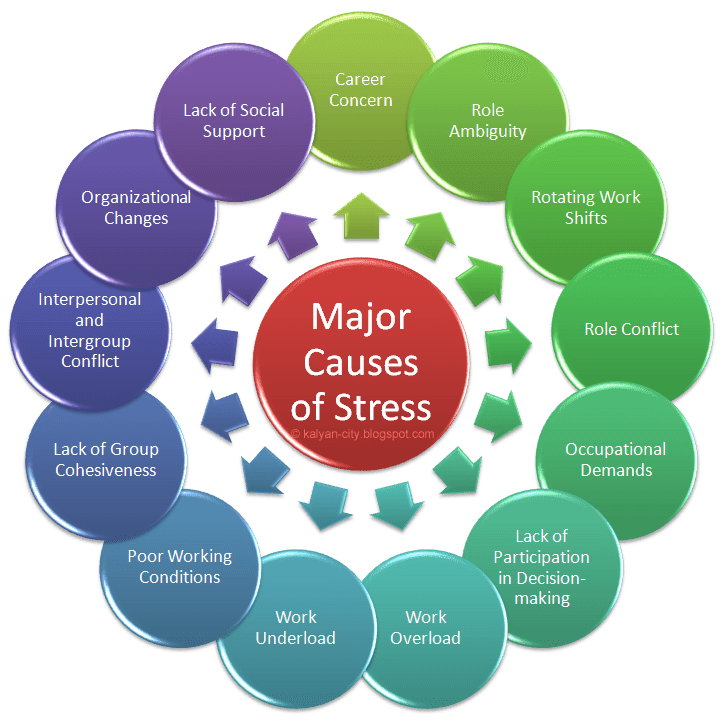 Major
Causes
of Stress
© kalyan-city.blogspot.com
Career
Concern
Role
Ambiguity
Rotating Work
Shifts
Role Conflict
Occupational
Demands
Lack of
Participation
in Decision-
making
Work
Overload
Work
Underload
Poor Working
Conditions
Lack of Group
Cohesiveness
Interpersonal
and
Intergroup
Conflict
Organizational
Changes
Lack of Social
Support